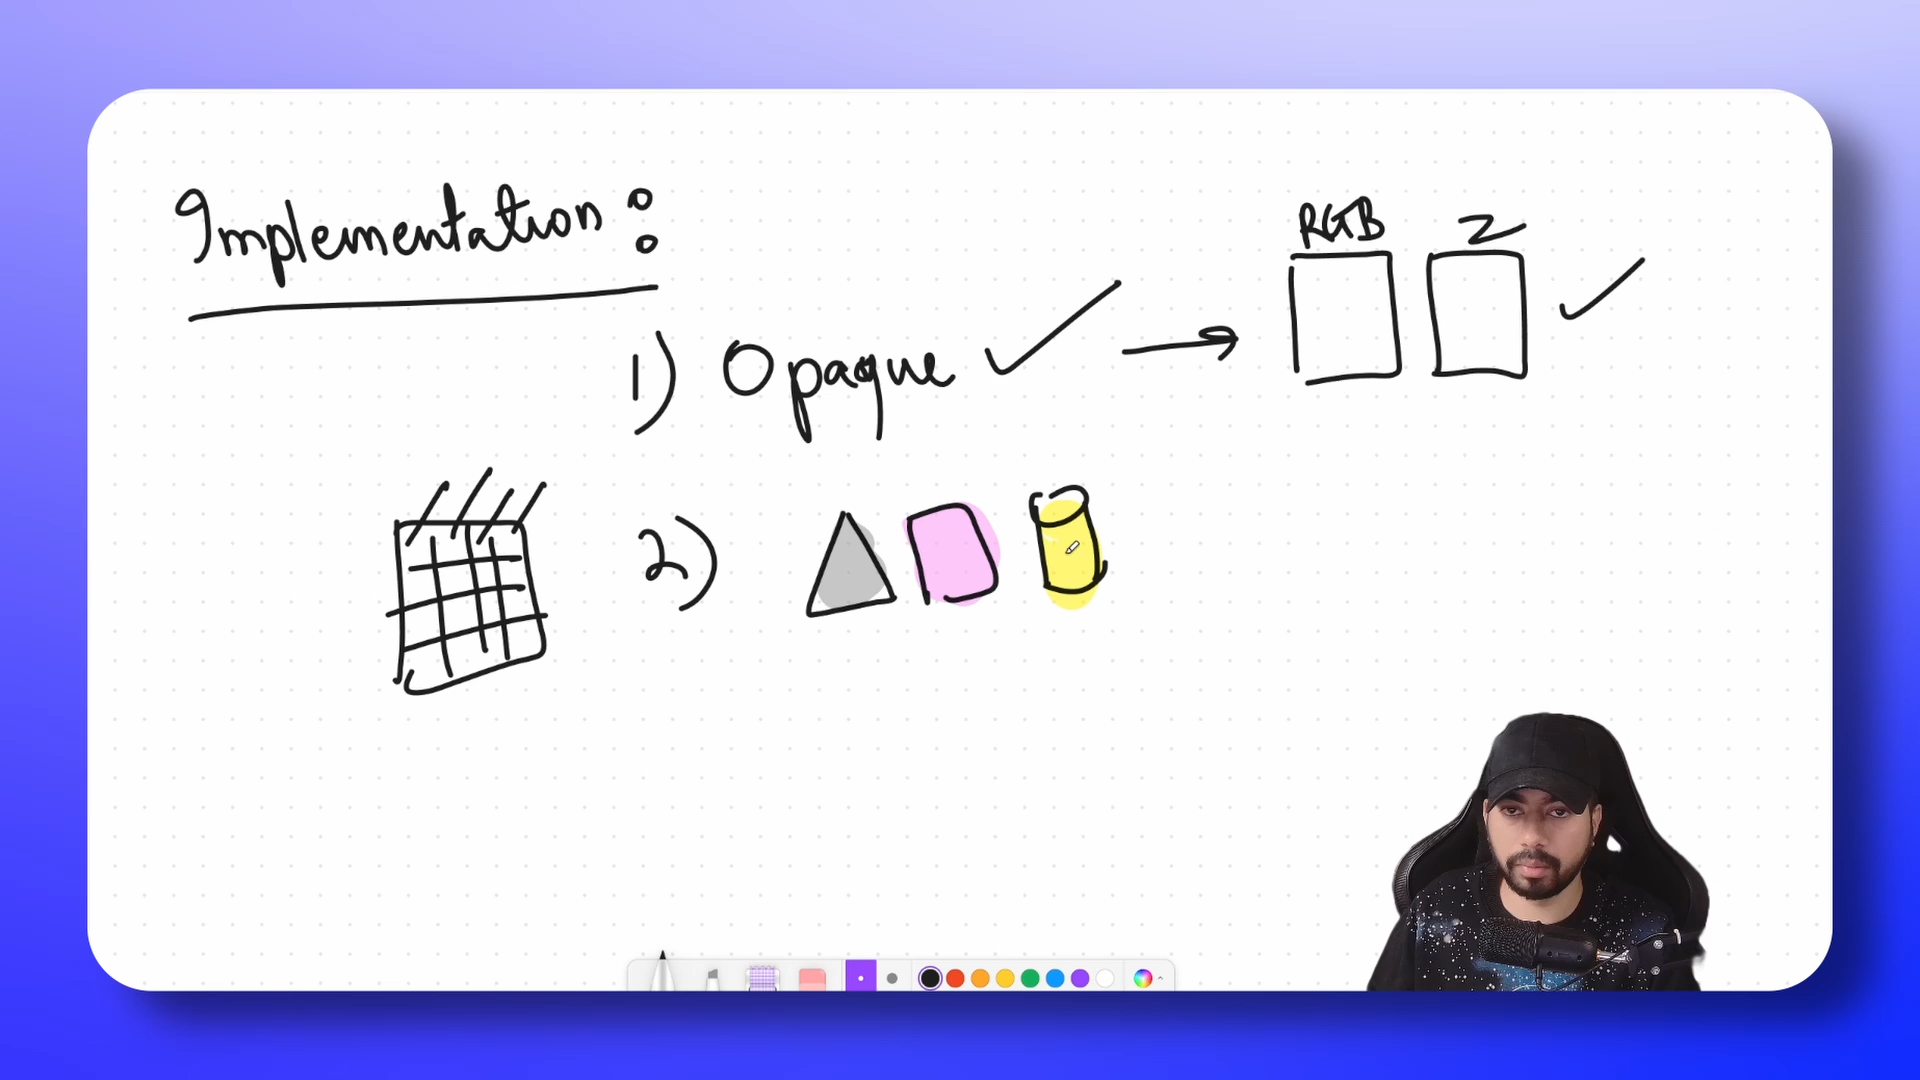 Implementation :
RGB Z
1) Opaque
2)